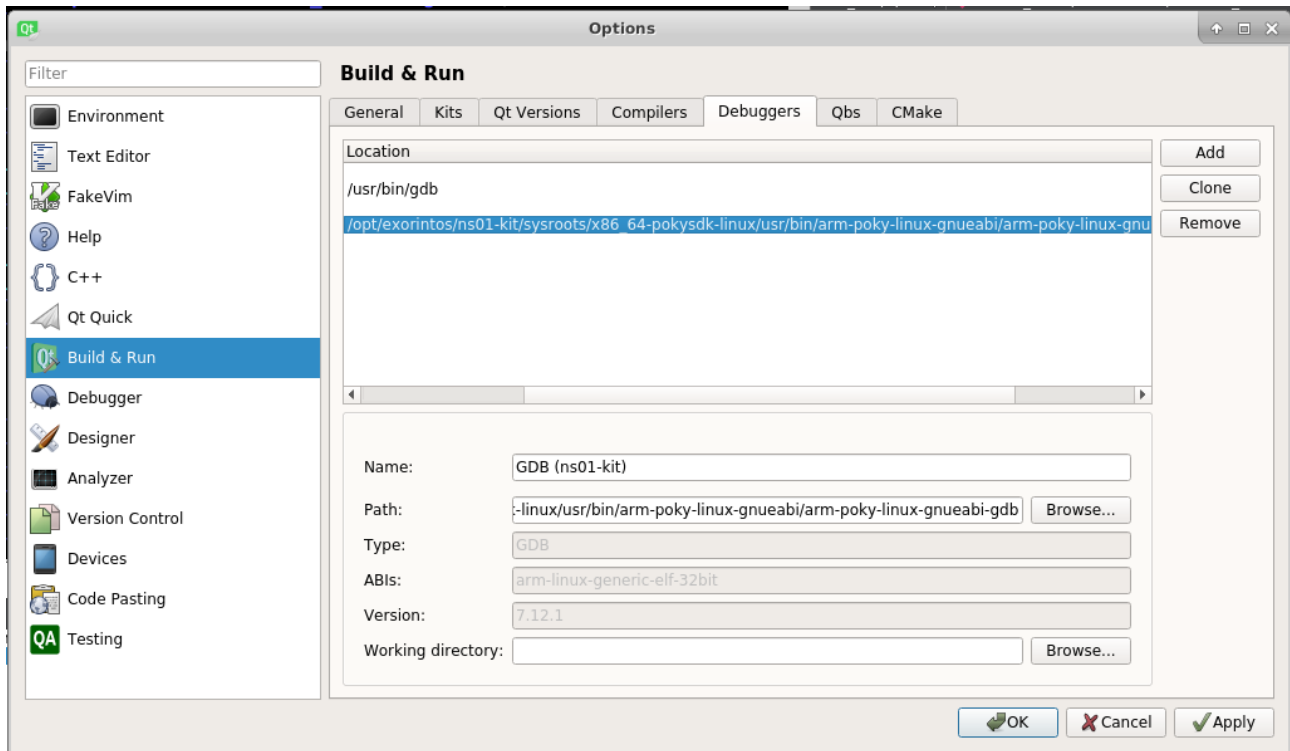 Options
Filter
Environment
Text Editor
FakeVim
Help
C++
Qt Quick
Build & Run
Debugger
Designer
Analyzer
Version Control
Devices
Code Pasting
QA Testing
Build & Run
General Kits Qt Versions Compilers Debuggers Qbs CMake
Location
/usr/bin/gdb
/opt/exorintos/ns01-kit/sysroots/x86_64-pokysdk-linux/usr/bin/arm-poky-linux-gnueabi/arm-poky-linux-gnu
Add
Clone
Remove
Name: GDB (ns01-kit)
Path: -linux/usr/bin/arm-poky-linux-gnueabi/arm-poky-linux-gnueabi-gdb Browse...
Type: GDB
ABIs: arm-linux-generic-elf-32bit
Version: 7.12.1
Working directory: Browse...
OK Cancel Apply